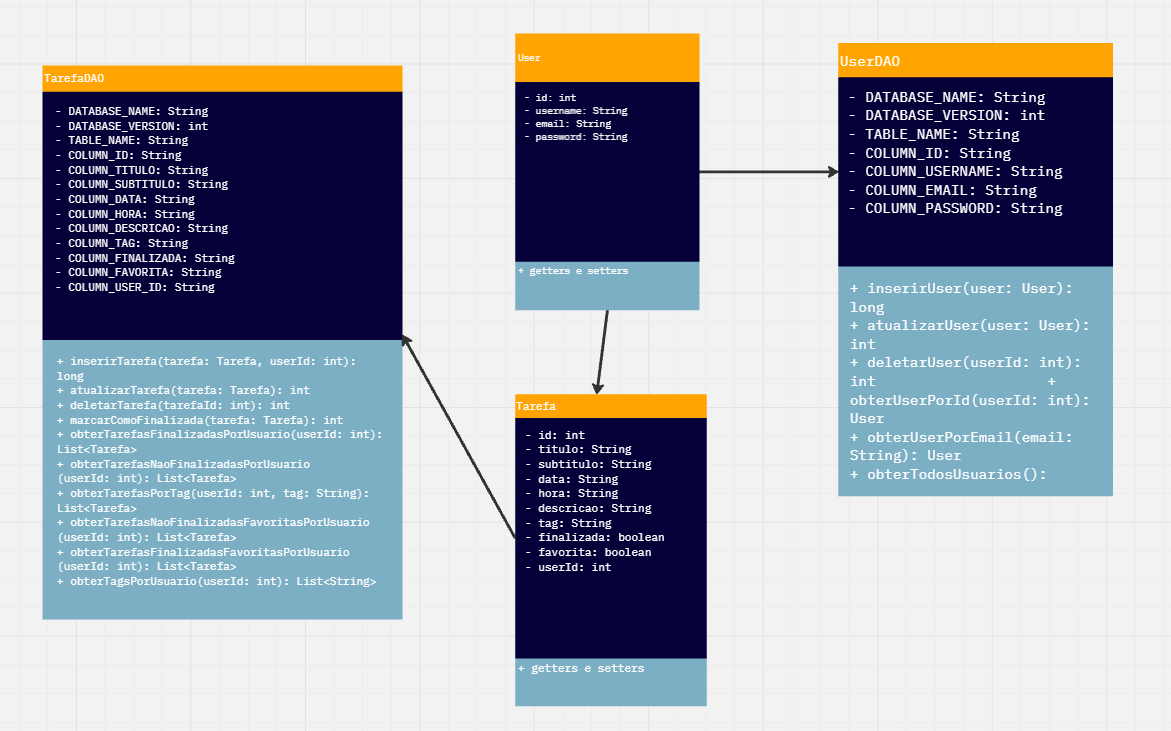 TarefaDAO
- DATABASE_NAME: String
- DATABASE_VERSION: int
- TABLE_NAME: String
- COLUMN_ID: String
- COLUMN_TITULO: String
- COLUMN_SUBTITULO: String
- COLUMN_DATA: String
- COLUMN_HORA: String
- COLUMN_DESCRICAO: String
- COLUMN_TAG: String
- COLUMN_FINALIZADA: String
- COLUMN_FAVORITA: String
- COLUMN_USER_ID: String
+ inserirTarefa(tarefa: Tarefa, userId: int):
long
+ atualizarTarefa(tarefa: Tarefa): int
+ deletarTarefa(tarefaId: int): int
+ marcarComoFinalizada(tarefa: Tarefa): int
+ obterTarefasFinalizadasPorUsuario(userId: int):
List<Tarefa>
+ obterTarefasNaoFinalizadasPorUsuario
(userId: int): List<Tarefa>
+ obterTarefasPorTag(userId: int, tag: String):
List<Tarefa>
+ obterTarefasNaoFinalizadasFavoritasPorUsuario
(userId: int): List<Tarefa>
+ obterTarefasFinalizadasFavoritasPorUsuario
(userId: int): List<Tarefa>
+ obterTagsPorUsuario(userId: int): List<String>
User
- id: int
- username: String
- email: String
- password: String
+ getters e setters
Tarefa
- id: int
- titulo: String
- subtitulo: String
- data: String
- hora: String
- descricao: String
- tag: String
- finalizada: boolean
- favorita: boolean
- userId: int
+ getters e setters
UserDAO
- DATABASE_NAME: String
- DATABASE_VERSION: int
- TABLE_NAME: String
- COLUMN_ID: String
- COLUMN_USERNAME: String
- COLUMN_EMAIL: String
- COLUMN_PASSWORD: String
+ inserirUser(user: User):
long
+ atualizarUser(user: User):
int
+ deletarUser(userId: int):
int +
obterUserPorId(userId: int):
User
+ obterUserPorEmail(email:
String): User
+ obterTodosUsuarios():